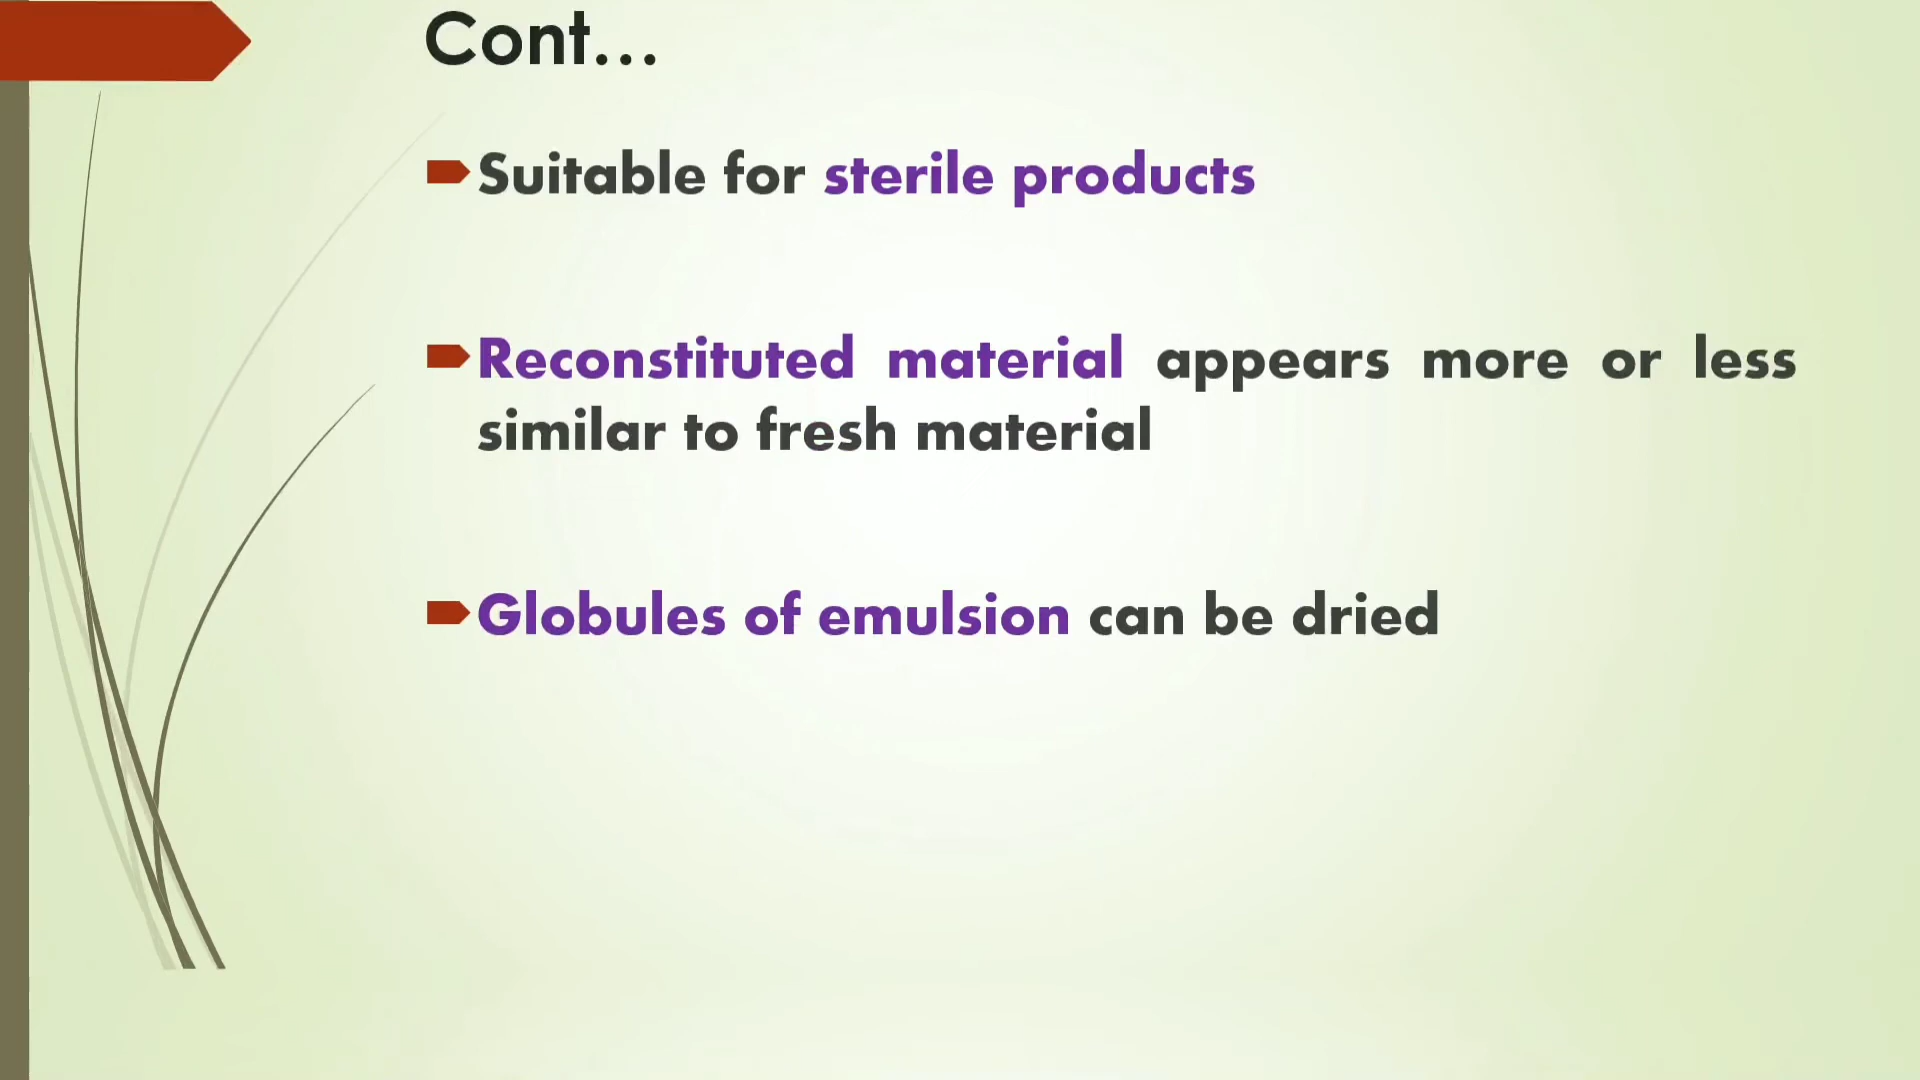 Cont...
Suitable for sterile products
Reconstituted material appears more or less
similar to fresh material
Globules of emulsion can be dried